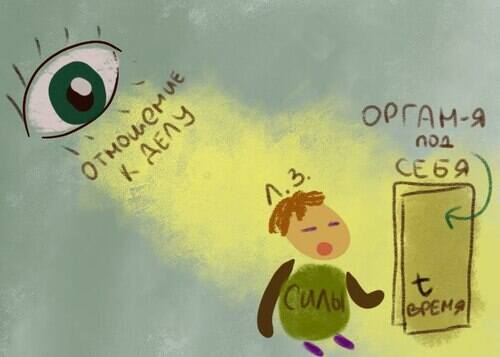 ОТНОШЕНИЕ
К ДЕЛУ
ОРГАН-Я
ПОД
СЕБЯ
Л.З.
СИЛЫ
t
ВРЕМЯ